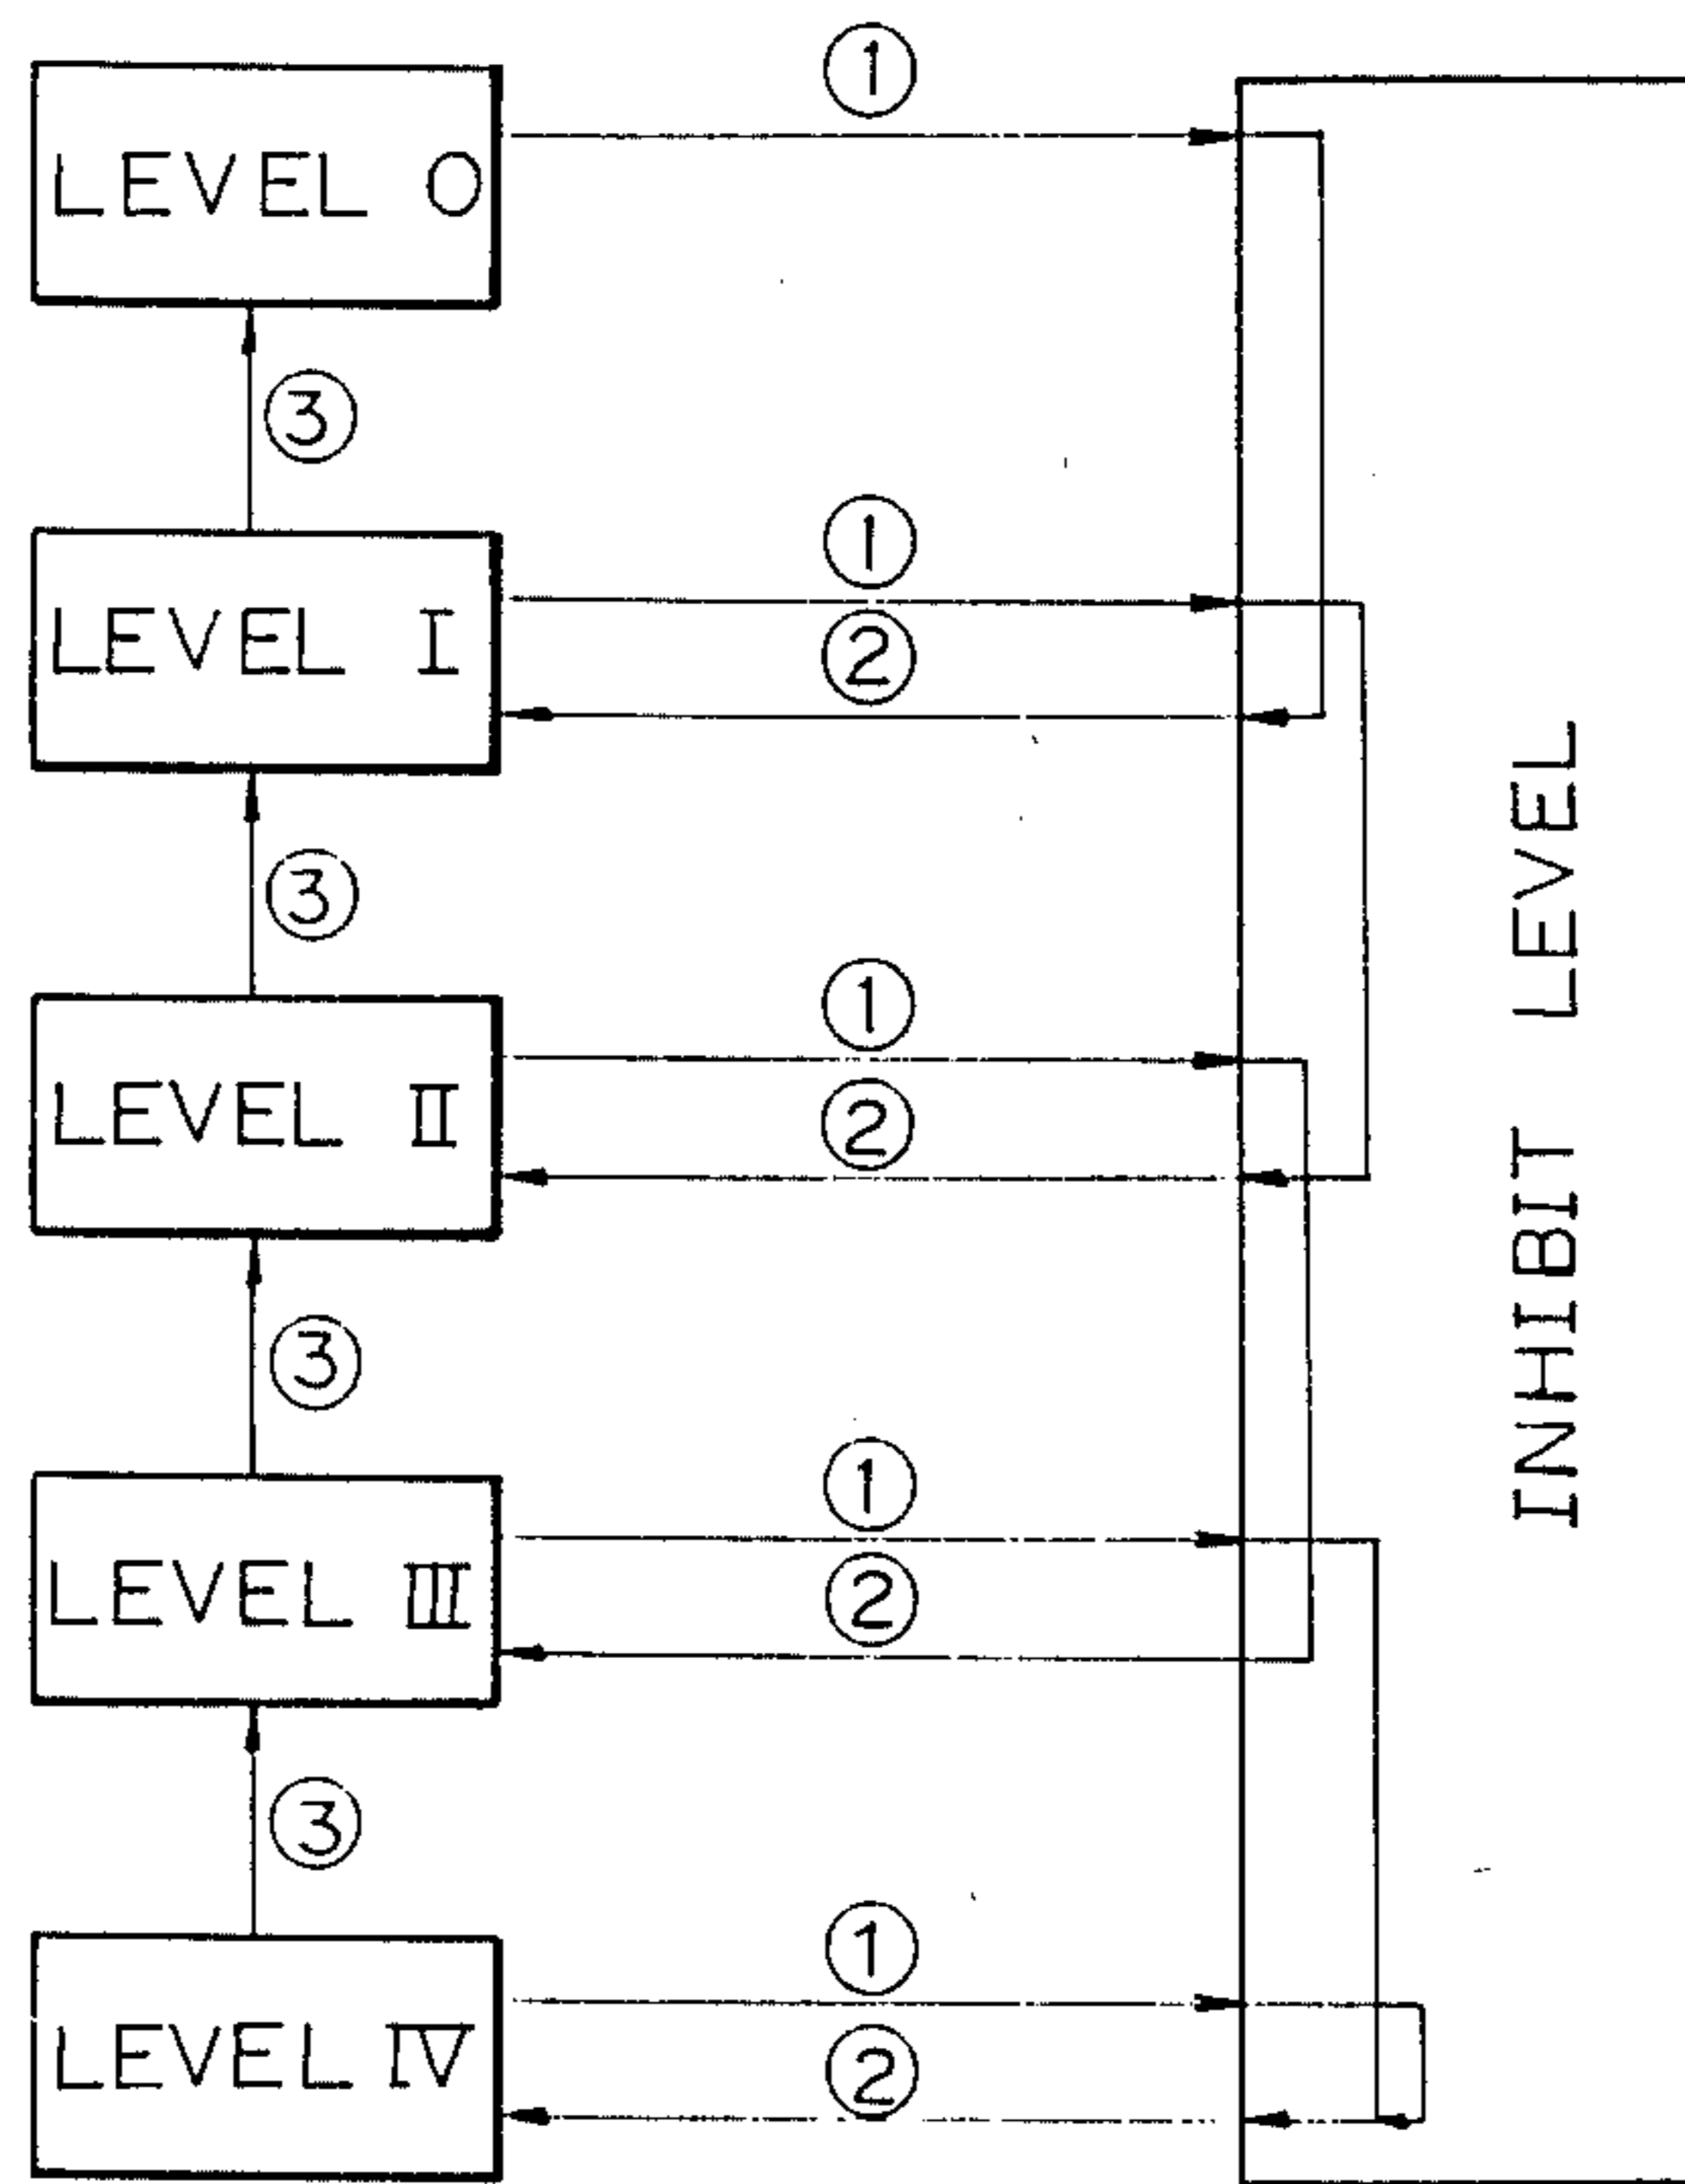 ①
LEVEL 0
③
①
LEVEL I
②
③
①
LEVEL II
②
③
①
LEVEL III
②
③
①
LEVEL IV
②
INHIBIT LEVEL